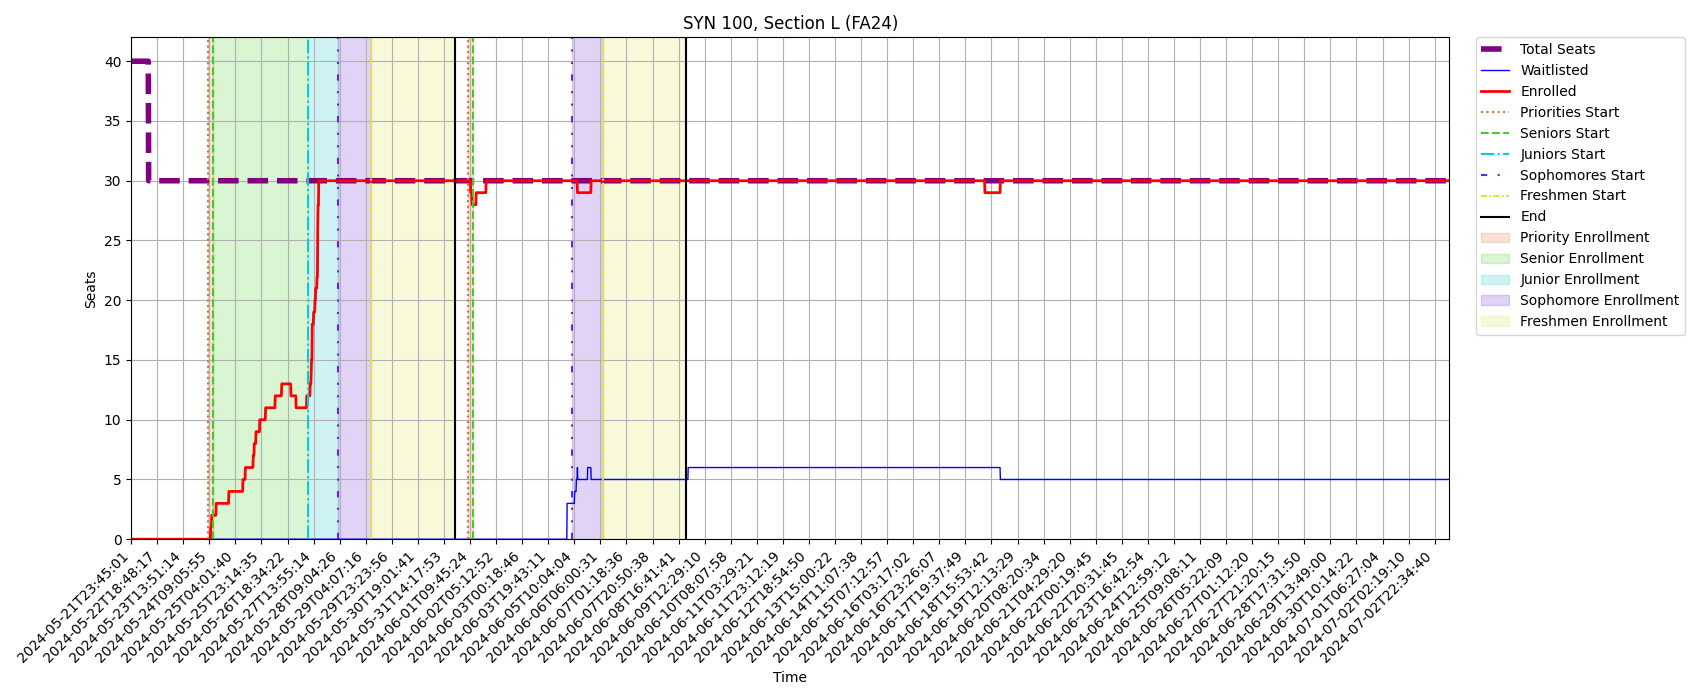 SYN 100, Section L (FA24)
Seats
40
35
30
25
20
15
10
5
0
2024-05-21T23:45:01
2024-05-22T18:48:17
2024-05-23T13:51:14
2024-05-24T09:05:55
2024-05-25T04:01:40
2024-05-25T23:14:35
2024-05-26T18:34:22
2024-05-27T13:55:14
2024-05-28T09:04:26
2024-05-29T04:07:16
2024-05-29T23:23:56
2024-05-31T19:01:41
2024-05-31T14:17:53
2024-06-01T09:45:24
2024-06-02T05:12:52
2024-06-03T00:18:46
2024-06-03T19:43:11
2024-06-05T10:04:04
2024-06-06T06:00:31
2024-06-07T01:18:36
2024-06-07T20:50:38
2024-06-08T16:41:41
2024-06-09T12:29:10
2024-06-10T08:07:58
2024-06-11T03:29:21
2024-06-11T23:12:19
2024-06-12T18:54:50
2024-06-13T15:00:22
2024-06-14T11:07:38
2024-06-15T07:12:57
2024-06-16T03:17:02
2024-06-16T23:26:07
2024-06-17T19:37:49
2024-06-18T15:53:42
2024-06-19T12:13:29
2024-06-20T08:20:34
2024-06-21T04:29:20
2024-06-22T00:19:45
2024-06-22T20:31:45
2024-06-23T16:42:54
2024-06-24T12:59:12
2024-06-25T09:08:11
2024-06-26T05:22:09
2024-06-27T01:12:20
2024-06-27T21:20:15
2024-06-28T17:31:50
2024-06-29T13:49:00
2024-06-30T10:14:22
2024-07-01T06:27:04
2024-07-02T02:19:10
2024-07-02T22:34:40
Time
Total Seats
Waitlisted
Enrolled
Priorities Start
Seniors Start
Juniors Start
Sophomores Start
Freshmen Start
End
Priority Enrollment
Senior Enrollment
Junior Enrollment
Sophomore Enrollment
Freshmen Enrollment